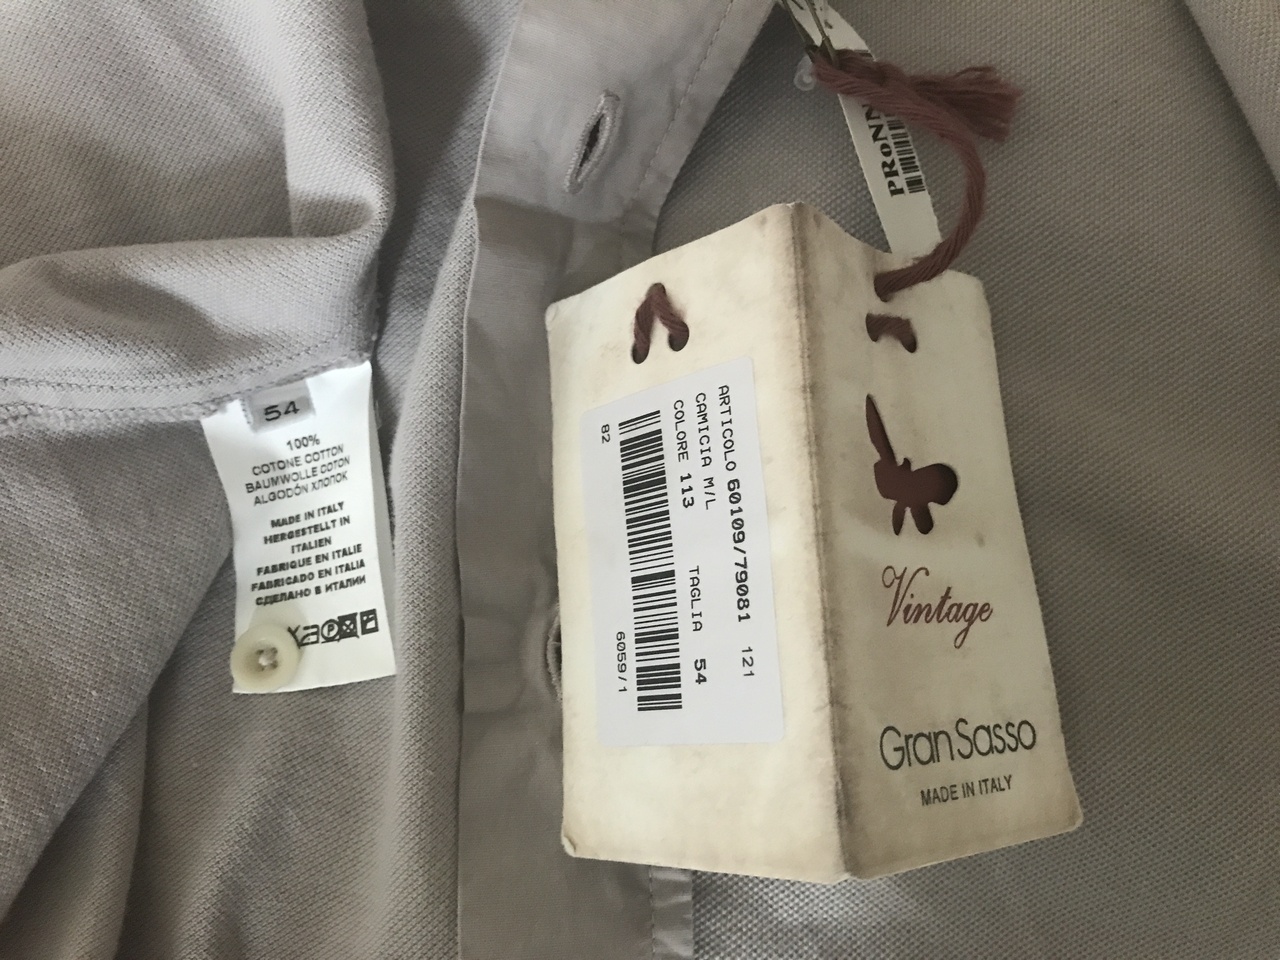 54
100%
COTONE COTTON
BAUMWOLLE COTON
ALGODÓN ХЛОПОК
MADE IN ITALY
HERGESTELLT IN
ITALIEN
FABRIQUE EN ITALIE
FABRICADO EN ITALIA
СДЕЛАНО В ИТАЛИИ
ARTICOLO 60109/79081 121
CAMICIA M/L
COLORE 113 TAGLIA 54
82 6059/1
Vintage
Gran Sasso
MADE IN ITALY